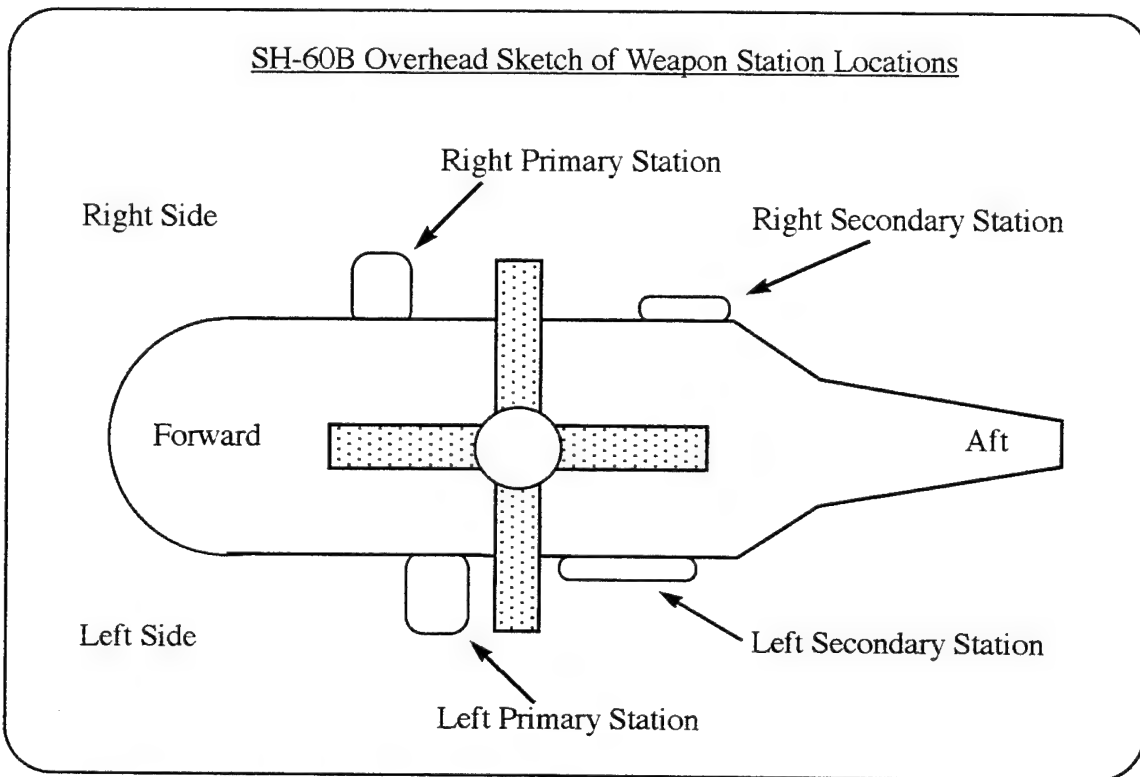 SH-60B Overhead Sketch of Weapon Station Locations
Right Primary Station
Right Side
Right Secondary Station
Forward
Aft
Left Side
Left Secondary Station
Left Primary Station